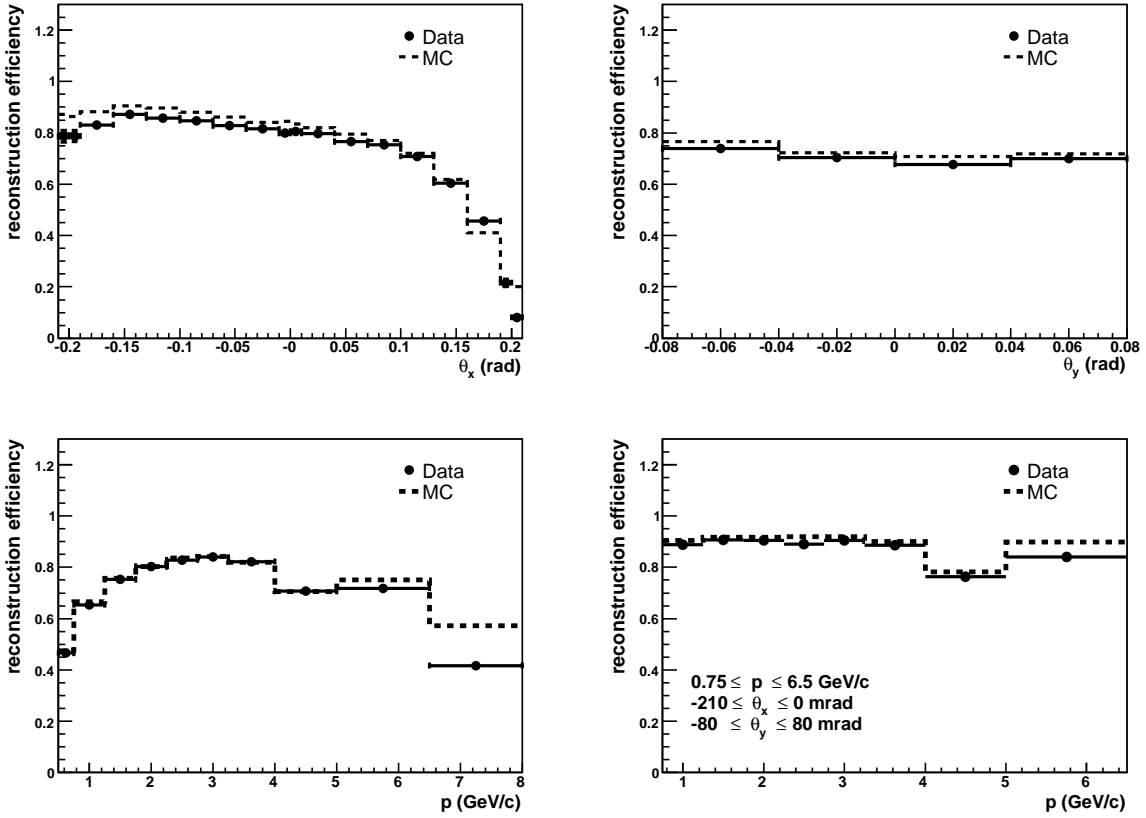 reconstruction efficiency
1.2
1
0.8
0.6
0.4
0.2
0
Data
MC
-0.2 -0.15 -0.1 -0.05 -0 0.05 0.1 0.15 0.2
θx (rad)
reconstruction efficiency
1.2
1
0.8
0.6
0.4
0.2
0
Data
MC
-0.08 -0.06 -0.04 -0.02 0 0.02 0.04 0.06 0.08
θy (rad)
reconstruction efficiency
1.2
1
0.8
0.6
0.4
0.2
0
Data
MC
1 2 3 4 5 6 7 8
p (GeV/c)
reconstruction efficiency
1.2
1
0.8
0.6
0.4
0.2
0
Data
MC
0.75 ≤ p ≤ 6.5 GeV/c
-210 ≤ θx ≤ 0 mrad
-80 ≤ θy ≤ 80 mrad
1 2 3 4 5 6
p (GeV/c)